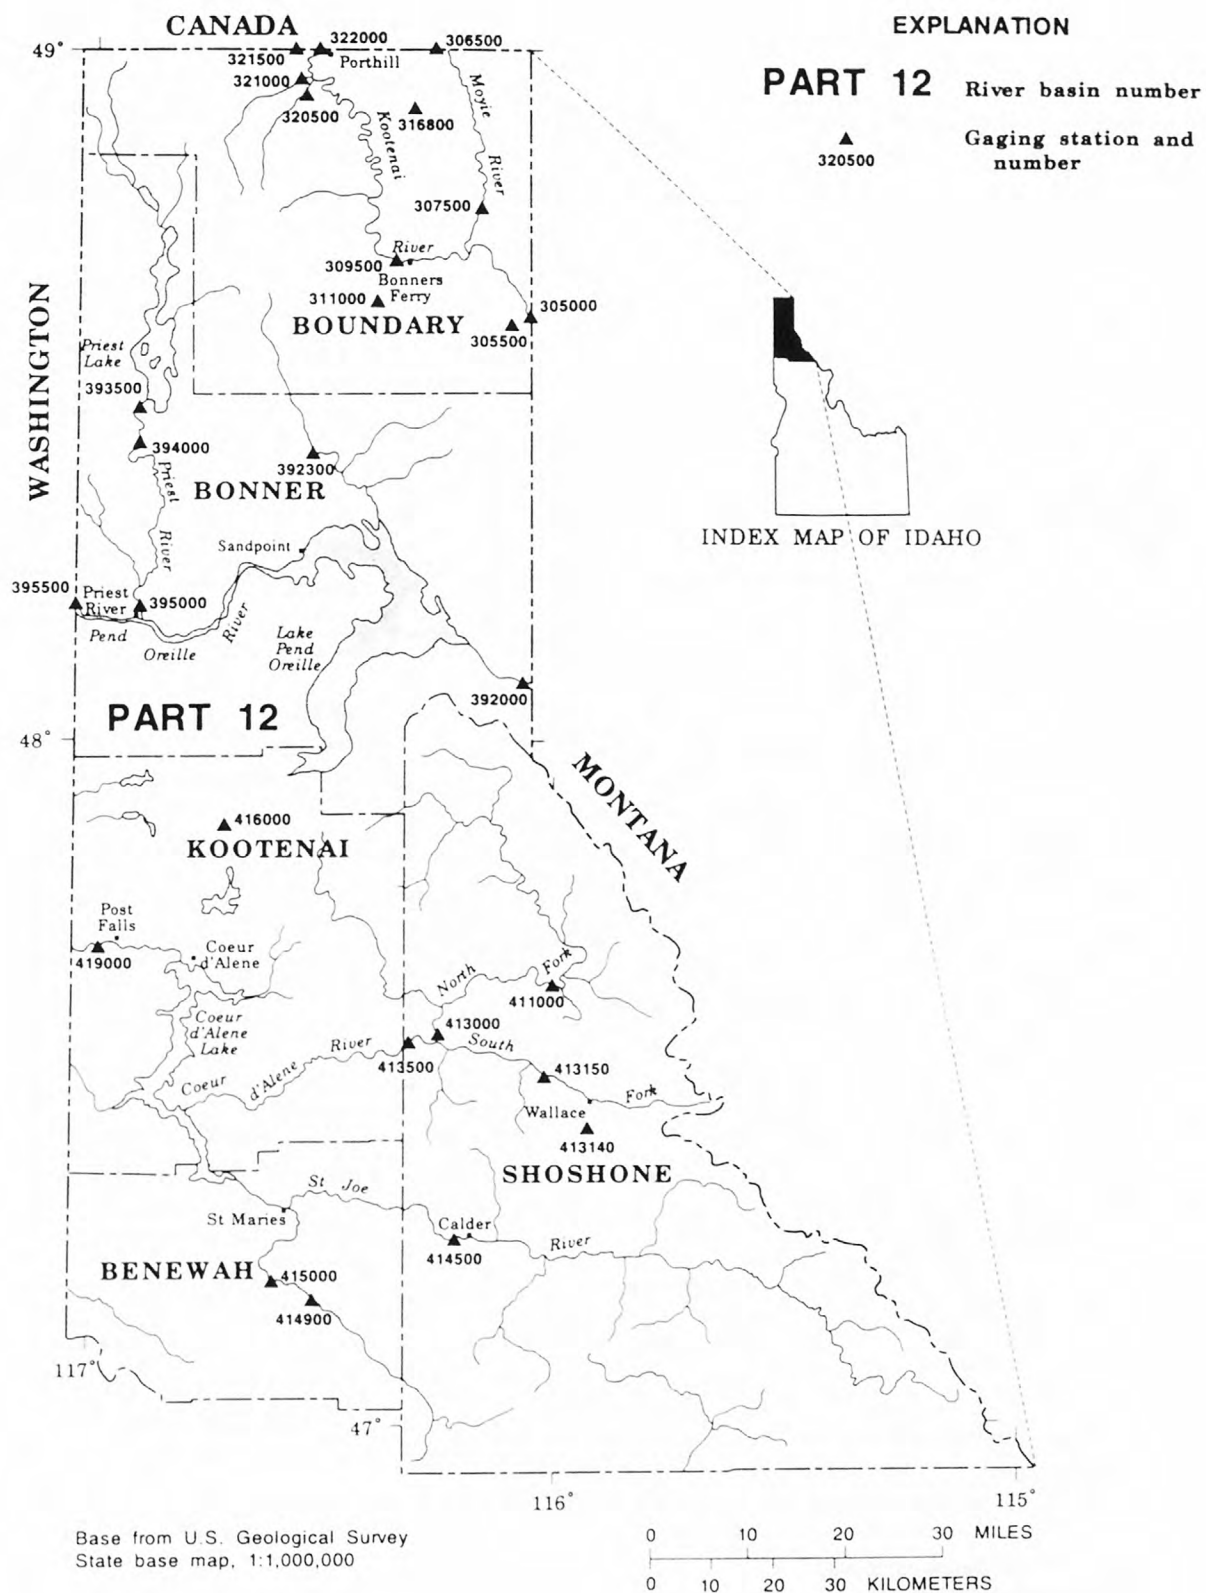 CANADA
EXPLANATION
49°
321500
322000
306500
Porthill
321000
320500
316800
Moyie
River
Kootenai
River
307500
309500
Bonners
Ferry
311000
BOUNDARY
305000
305500
PART 12 River basin number
320500
Gaging station and
number
WASHINGTON
Priest
Lake
393500
394000
Priest
River
392300
BONNER
INDEX MAP OF IDAHO
Sandpoint
395500
Priest
River
395000
Pend
Oreille
River
Lake
Pend
Oreille
392000
PART 12
48°
MONTANA
416000
KOOTENAI
Post
Falls
419000
Coeur
d'Alene
Coeur
d'Alene
Lake
North
Fork
411000
413000
413500
South
Fork
Coeur
d'Alene
River
413150
Wallace
413140
SHOSHONE
St Joe
River
St Maries
Calder
414500
BENEWAH
415000
414900
117°
47°
116°
115°
Base from U.S. Geological Survey
State base map, 1:1,000,000
0 10 20 30 MILES
0 10 20 30 KILOMETERS